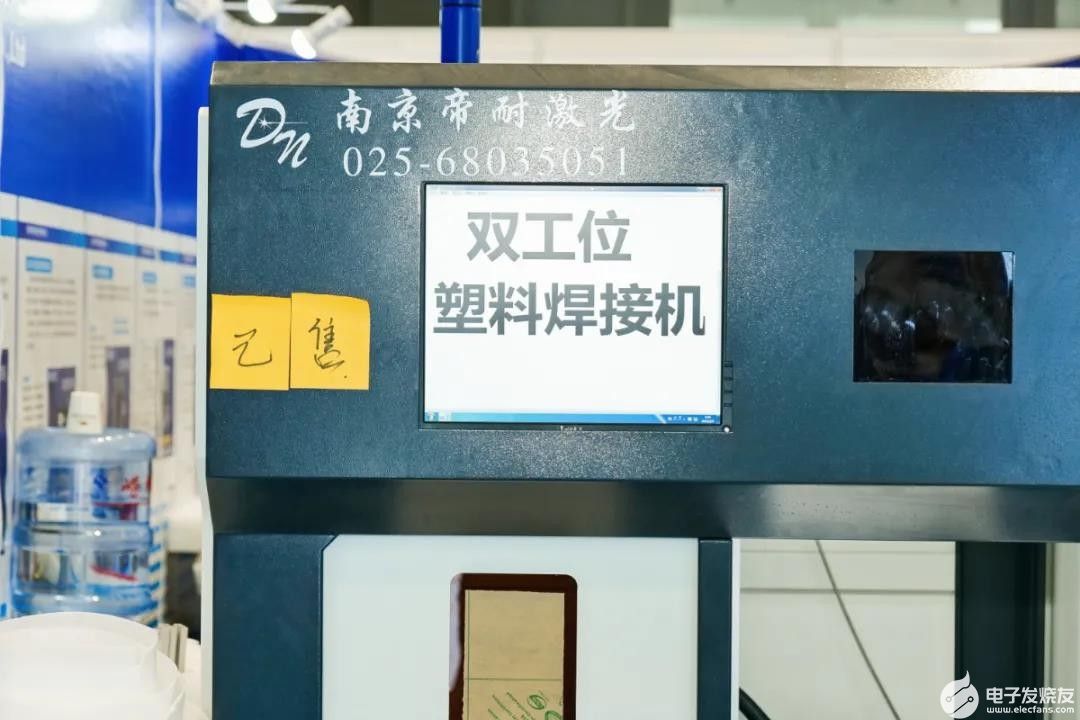 DN 南京帝耐激光
025-68035051
双工位
塑料焊接机
已售
电子发烧友
www.elecfans.com